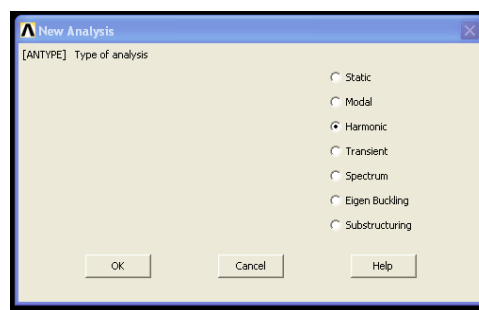 New Analysis
[ANTYPE] Type of analysis
Static
Modal
Harmonic
Transient
Spectrum
Eigen Buckling
Substructuring
OK Cancel Help